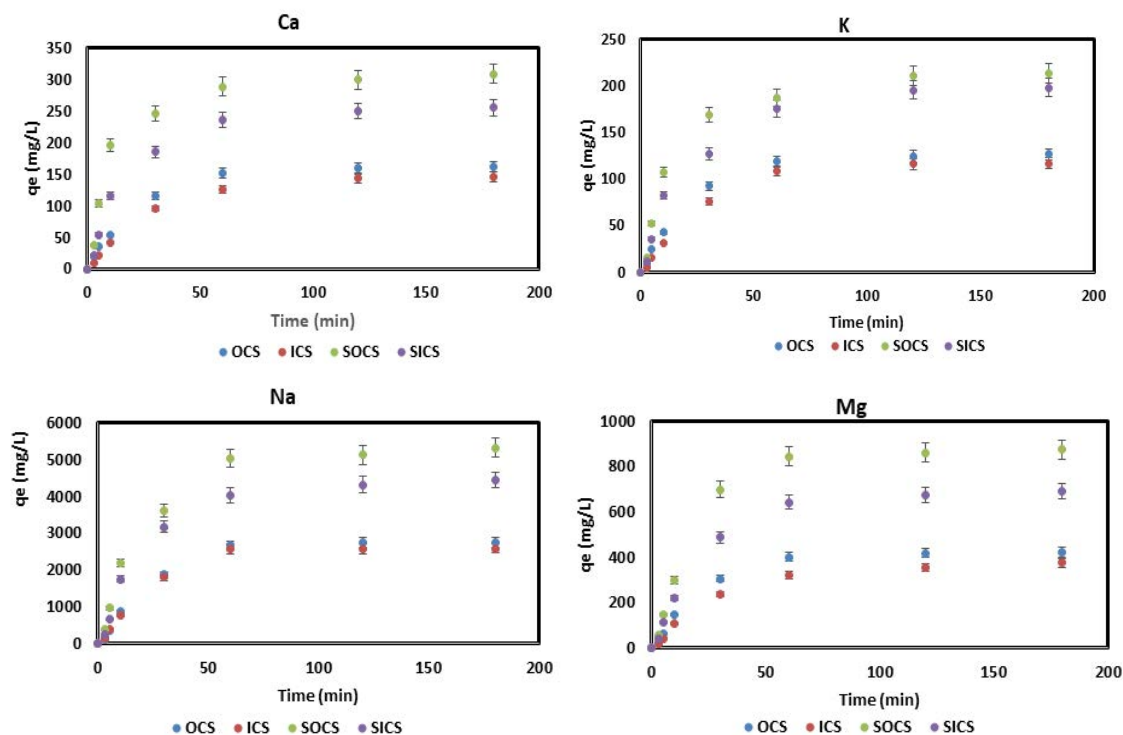 Ca
350
300
250
200
150
100
50
0
qe (mg/L)
0 50 100 150 200
Time (min)
OCS ICS SOCS SICS
K
250
200
150
100
50
0
qe (mg/L)
0 50 100 150 200
Time (min)
OCS ICS SOCS SICS
Na
6000
5000
4000
3000
2000
1000
0
qe (mg/L)
0 50 100 150 200
Time (min)
OCS ICS SOCS SICS
Mg
1000
800
600
400
200
0
qe (mg/L)
0 50 100 150 200
Time (min)
OCS ICS SOCS SICS